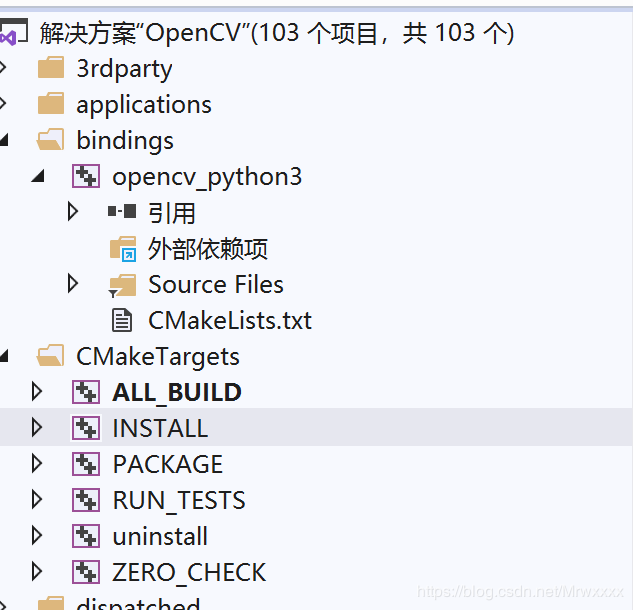 解决方案“OpenCV”(103 个项目，共 103 个)
3rdparty
applications
bindings
opencv_python3
引用
外部依赖项
Source Files
CMakeLists.txt
CMakeTargets
ALL_BUILD
INSTALL
PACKAGE
RUN_TESTS
uninstall
ZERO_CHECK
dispatched
https://blog.csdn.net/Mrwxxxx